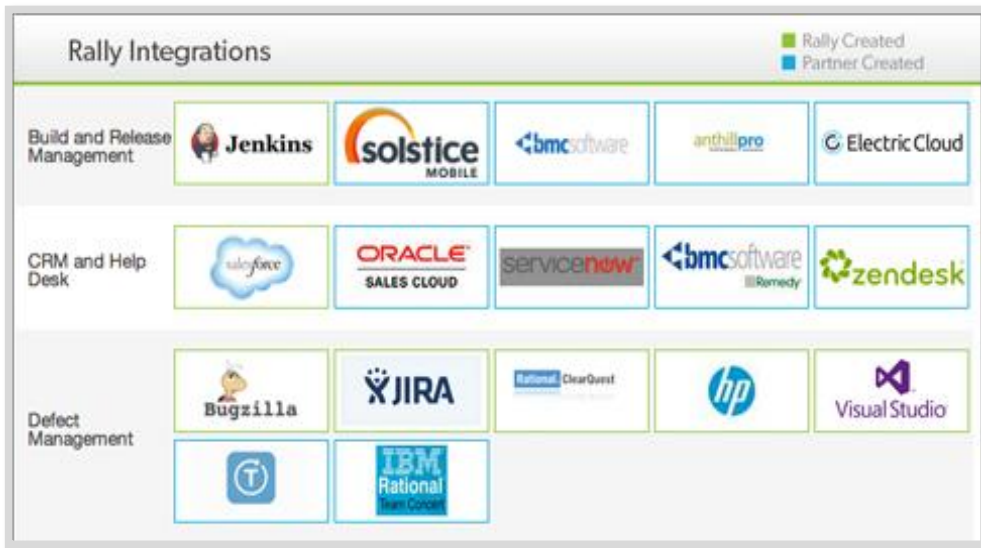 Rally Integrations
Rally Created
Partner Created
Build and Release
Management
Jenkins
solstice
MOBILE
bmcsoftware
anthillpro
Electric Cloud
CRM and Help
Desk
salesforce
ORACLE
SALES CLOUD
servicenow
bmcsoftware
Remedy
zendesk
Defect
Management
Bugzilla
JIRA
Rational. ClearQuest
hp
Visual Studio
T
IBM
Rational
Team Concert